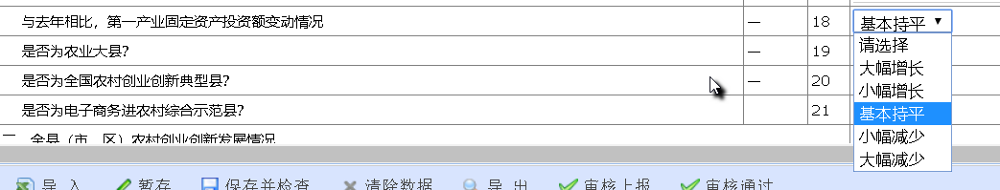 与去年相比，第一产业固定资产投资额变动情况 — 18 基本持平
请选择
是否为农业大县? — 19
大幅增长
是否为全国农村创业创新典型县? — 20
小幅增长
基本持平
是否为电子商务进农村综合示范县? 21
小幅减少
二、全县（市、区）农村创业创新发展情况
大幅减少
导 入 暂存 保存并检查 清除数据 导 出 审核上报 审核通过